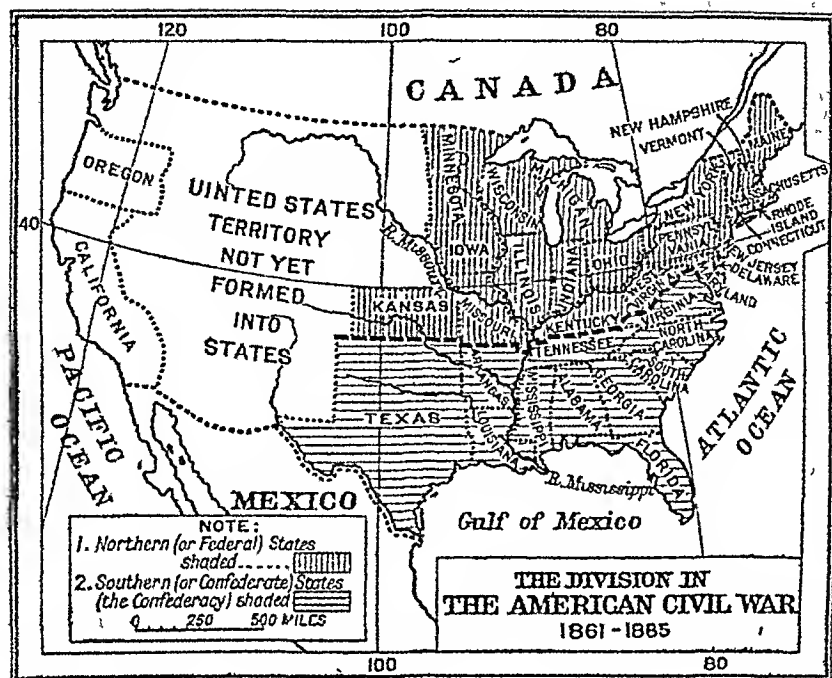 120 100 80
CANADA
NEW HAMPSHIRE
VERMONT
MAINE
OREGON
MINNESOTA
WISCONSIN
MICHIGAN
NEW YORK
MASSACHUSETTS
RHODE
ISLAND
CONNECTICUT
40
UINTED STATES
TERRITORY
NOT YET
FORMED
INTO
STATES
R. Missouri
IOWA
ILLINOIS
INDIANA
OHIO
PENNSYL
VANIA
NEW JERSEY
DELAWARE
MARYLAND
WEST
VIRGINIA
VIRGINIA
CALIFORNIA
KANSAS
MISSOURI
KENTUCKY
TENNESSEE
NORTH
CAROLINA
SOUTH
CAROLINA
ARKANSAS
MISSISSIPPI
ALABAMA
GEORGIA
TEXAS
LOUISIANA
FLORIDA
PACIFIC
OCEAN
ATLANTIC
OCEAN
MEXICO
R. Mississippi
Gulf of Mexico
NOTE:
1. Northern (or Federal) States
shaded
2. Southern (or Confederate) States
(the Confederacy) shaded
0 250 500 MILES
THE DIVISION IN
THE AMERICAN CIVIL WAR
1861-1885
100 80